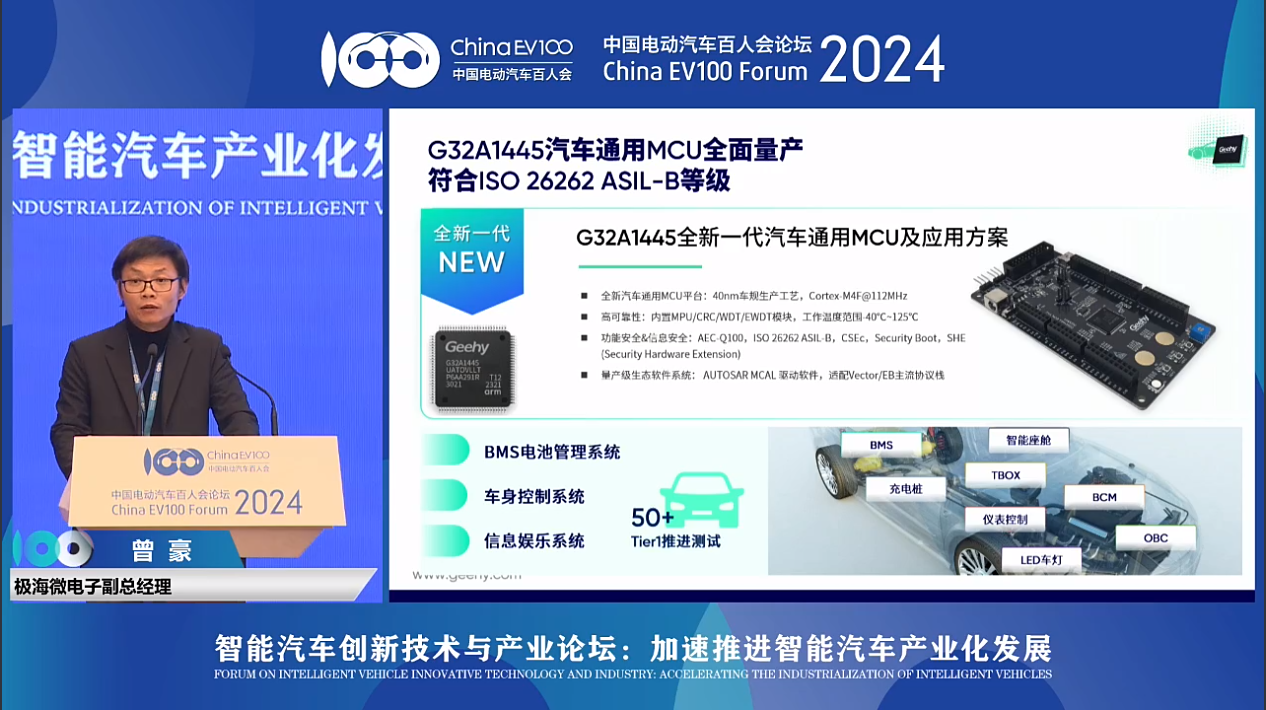 China EV100
中国电动汽车百人会
中国电动汽车百人会论坛
China EV100 Forum
2024
智能汽车产业化发
NDUSTRIALIZATION OF INTELLIGENT V
China EV100
中国电动汽车百人会
中国电动汽车百人会论坛
China EV100 Forum
2024
曾 豪
极海微电子副总经理
G32A1445汽车通用MCU全面量产
符合ISO 26262 ASIL-B等级
Geehy
全新一代
NEW
G32A1445全新一代汽车通用MCU及应用方案
■ 全新汽车通用MCU平台：40nm车规生产工艺，Cortex-M4F@112MHz
■ 高可靠性：内置MPU/CRC/WDT/EWDT模块，工作温度范围-40℃~125℃
■ 功能安全&信息安全：AEC-Q100，ISO 26262 ASIL-B，CSEc，Security Boot，SHE
(Security Hardware Extension)
■ 量产级生态软件系统： AUTOSAR MCAL 驱动软件，适配Vector/EB主流协议栈
Geehy
G32A1445
UAT0VLLT
P6AA291R T12
3021 2321
arm
Geehy
BMS电池管理系统
车身控制系统
信息娱乐系统
50+
Tier1推进测试
BMS
智能座舱
充电桩
TBOX
BCM
仪表控制
OBC
LED车灯
www.geehy.com
智能汽车创新技术与产业论坛：加速推进智能汽车产业化发展
FORUM ON INTELLIGENT VEHICLE INNOVATIVE TECHNOLOGY AND INDUSTRY: ACCELERATING THE INDUSTRIALIZATION OF INTELLIGENT VEHICLES